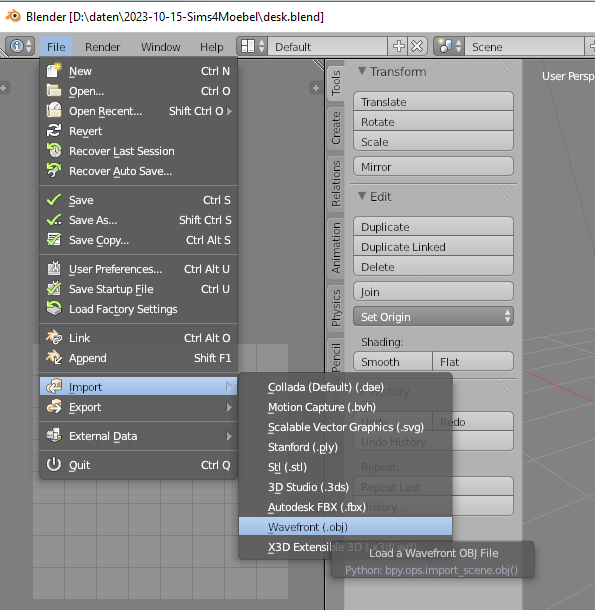 Blender [D:\daten\2023-10-15-Sims4Moebel\desk.blend]
File Render Window Help Default Scene
New Ctrl N
Open... Ctrl O
Open Recent... Shift Ctrl O
Revert
Recover Last Session
Recover Auto Save...
Save Ctrl S
Save As... Shift Ctrl S
Save Copy... Ctrl Alt S
User Preferences... Ctrl Alt U
Save Startup File Ctrl U
Load Factory Settings
Link Ctrl Alt O
Append Shift F1
Import
Export
External Data
Quit Ctrl Q
Collada (Default) (.dae)
Motion Capture (.bvh)
Scalable Vector Graphics (.svg)
Stanford (.ply)
Stl (.stl)
3D Studio (.3ds)
Autodesk FBX (.fbx)
Wavefront (.obj)
X3D Extensible 3D (.x3d/.wrl)
Load a Wavefront OBJ File
Python: bpy.ops.import_scene.obj()
Tools
Create
Relations
Animation
Physics
Pencil
Transform
Translate
Rotate
Scale
Mirror
Edit
Duplicate
Duplicate Linked
Delete
Join
Set Origin
Shading:
Smooth Flat
History
Undo Redo
Undo History
Repeat:
Repeat Last
History...
User Persp